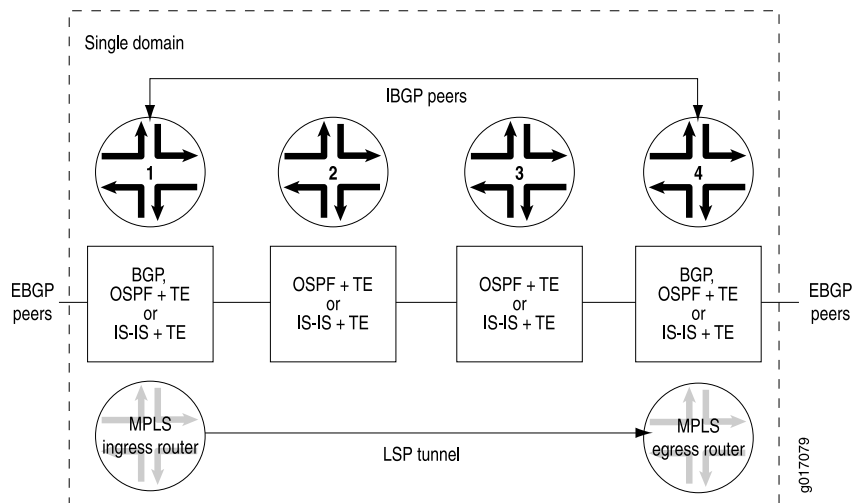 Single domain
IBGP peers
1
2
3
4
EBGP
peers
BGP,
OSPF + TE
or
IS-IS + TE
OSPF + TE
or
IS-IS + TE
OSPF + TE
or
IS-IS + TE
BGP,
OSPF + TE
or
IS-IS + TE
EBGP
peers
MPLS
ingress router
LSP tunnel
MPLS
egress router
g017079